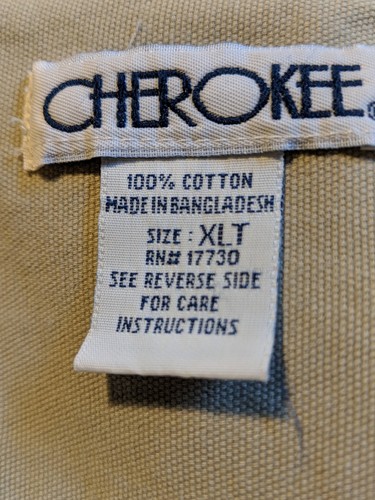 CHEROKEE®
100% COTTON
MADE IN BANGLADESH
SIZE : XLT
RN# 17730
SEE REVERSE SIDE
FOR CARE
INSTRUCTIONS